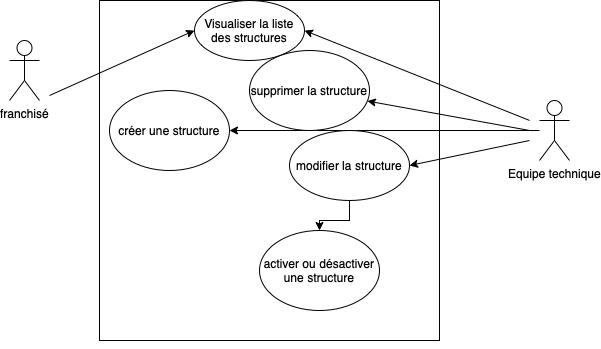 Visualiser la liste
des structures
supprimer la structure
franchisé
créer une structure
modifier la structure
Equipe technique
activer ou désactiver
une structure